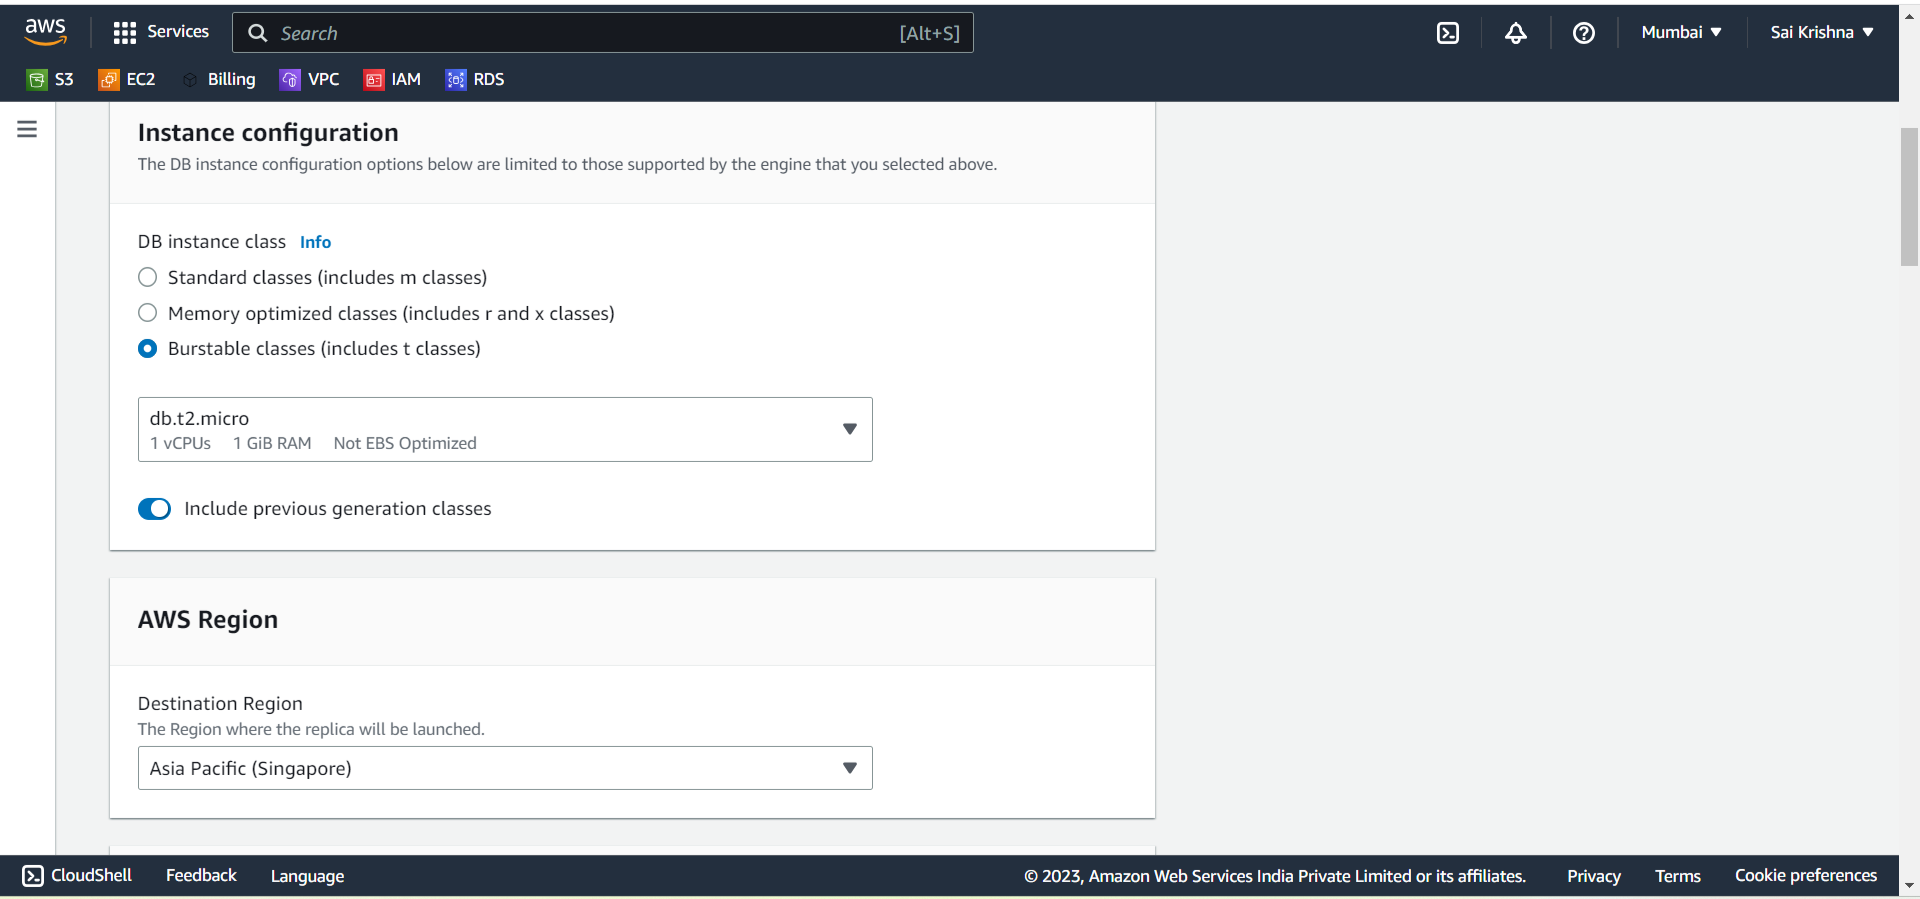 aws Services Search [Alt+S] Mumbai Sai Krishna
S3 EC2 Billing VPC IAM RDS
Instance configuration
The DB instance configuration options below are limited to those supported by the engine that you selected above.
DB instance class Info
Standard classes (includes m classes)
Memory optimized classes (includes r and x classes)
Burstable classes (includes t classes)
db.t2.micro
1 vCPUs 1 GiB RAM Not EBS Optimized
Include previous generation classes
AWS Region
Destination Region
The Region where the replica will be launched.
Asia Pacific (Singapore)
CloudShell Feedback Language © 2023, Amazon Web Services India Private Limited or its affiliates. Privacy Terms Cookie preferences